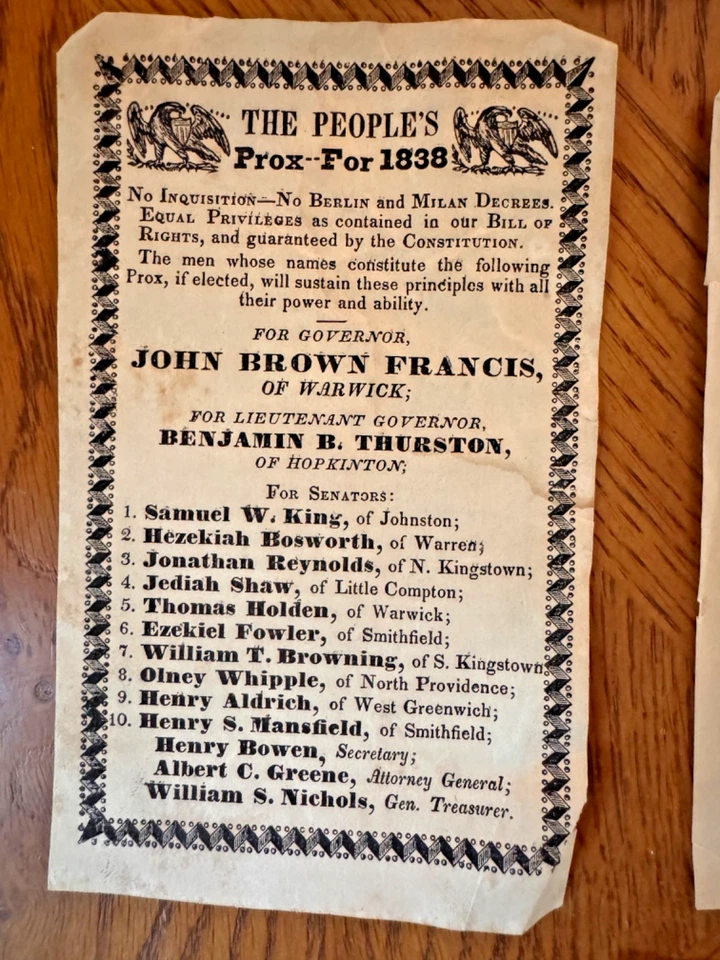 THE PEOPLE'S
Prox--For 1838
No Inquisition—No Berlin and Milan Decrees.
Equal Privileges as contained in our Bill of
Rights, and guaranteed by the Constitution.
The men whose names constitute the following
Prox, if elected, will sustain these principles with all
their power and ability.
FOR GOVERNOR,
JOHN BROWN FRANCIS,
OF WARWICK;
FOR LIEUTENANT GOVERNOR,
BENJAMIN B. THURSTON,
OF HOPKINTON;
For Senators:
1. Samuel W. King, of Johnston;
2. Hezekiah Bosworth, of Warren;
3. Jonathan Reynolds, of N. Kingstown;
4. Jediah Shaw, of Little Compton;
5. Thomas Holden, of Warwick;
6. Ezekiel Fowler, of Smithfield;
7. William T. Browning, of S. Kingstown;
8. Olney Whipple, of North Providence;
9. Henry Aldrich, of West Greenwich;
10. Henry S. Mansfield, of Smithfield;
Henry Bowen, Secretary;
Albert C. Greene, Attorney General;
William S. Nichols, Gen. Treasurer.